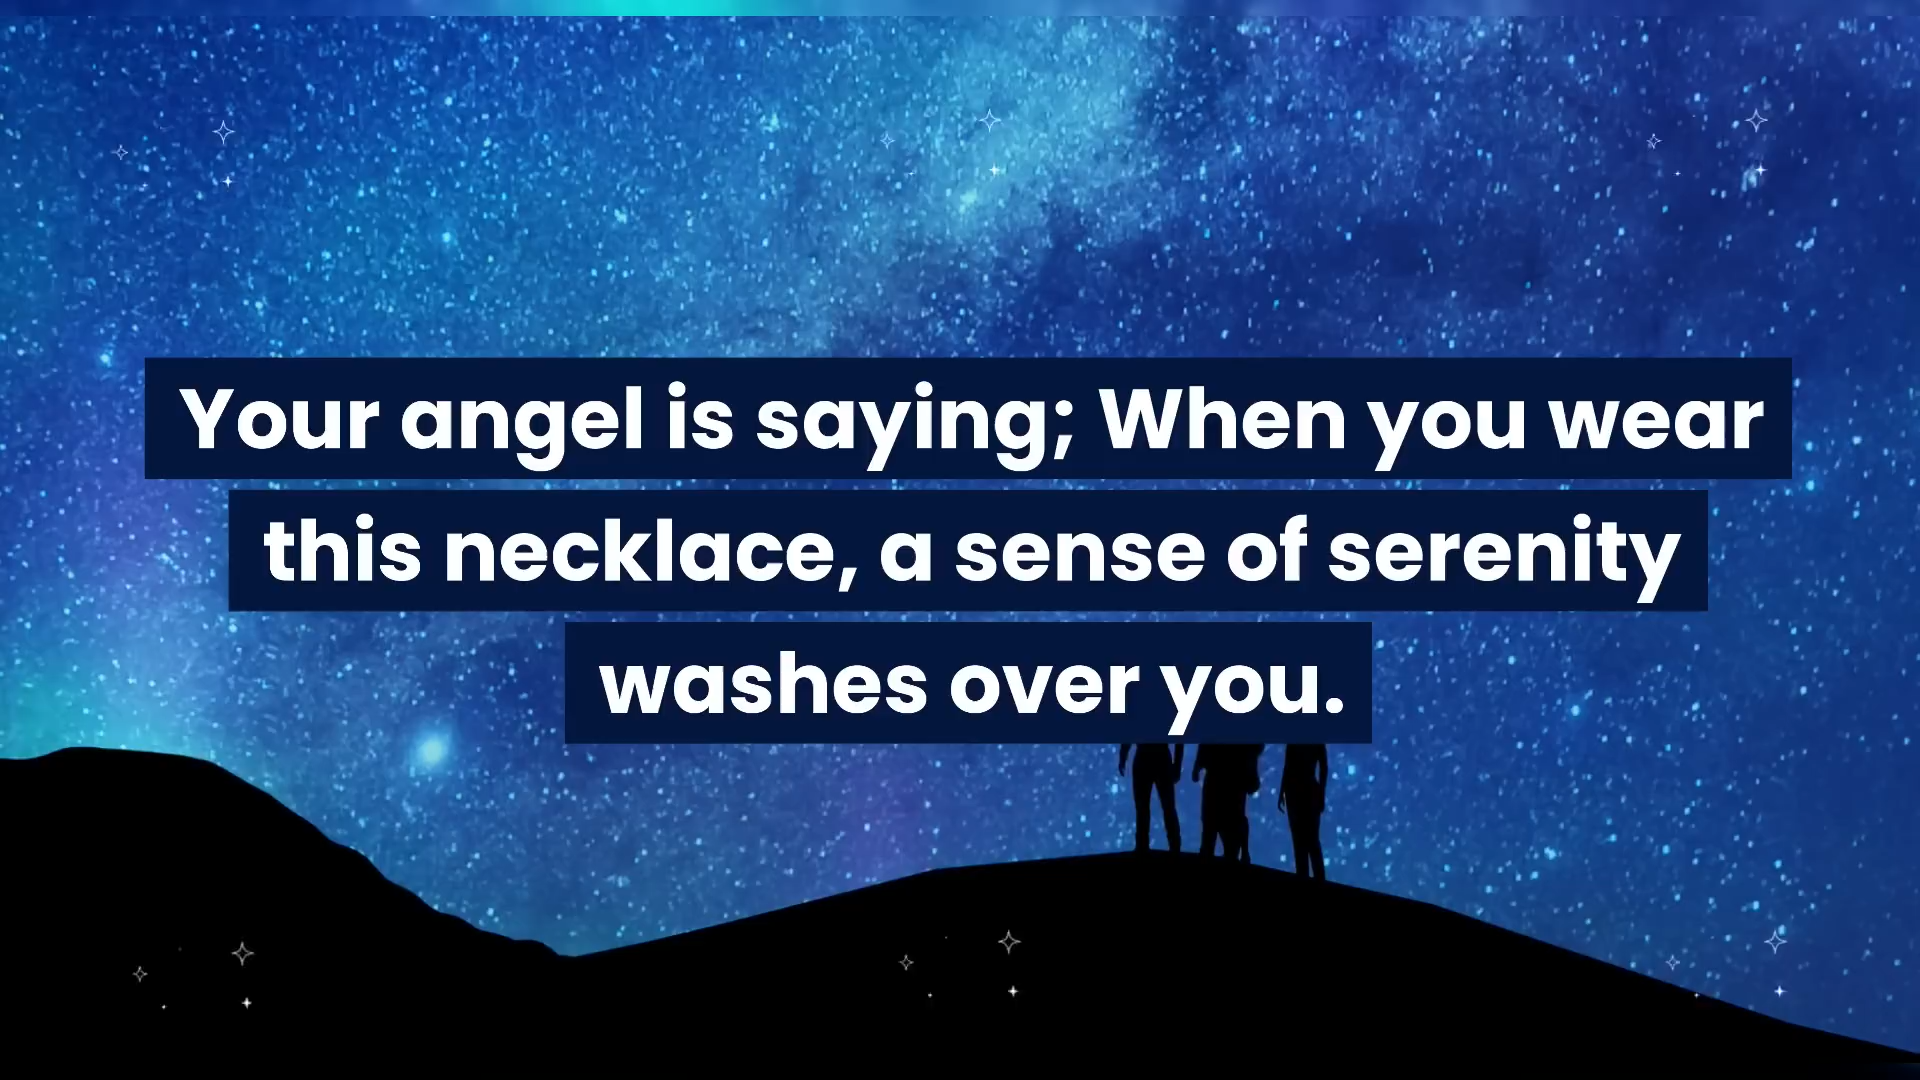 Your angel is saying; When you wear
this necklace, a sense of serenity
washes over you.